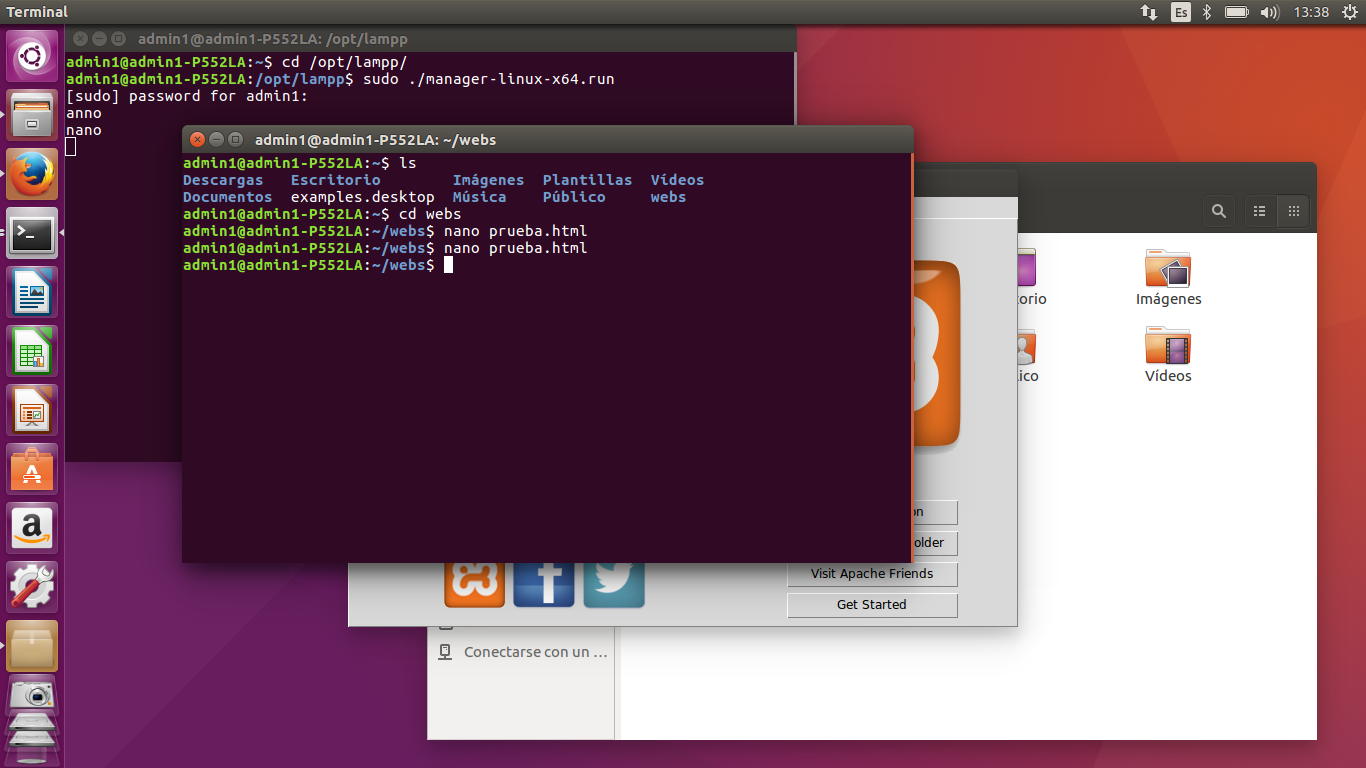 Terminal
Es
13:38
admin1@admin1-P552LA: /opt/lampp
admin1@admin1-P552LA:~$ cd /opt/lampp/
admin1@admin1-P552LA:/opt/lampp$ sudo ./manager-linux-x64.run
[sudo] password for admin1:
anno
nano
admin1@admin1-P552LA: ~/webs
admin1@admin1-P552LA:~$ ls
Descargas Escritorio Imágenes Plantillas Vídeos
Documentos examples.desktop Música Público webs
admin1@admin1-P552LA:~$ cd webs
admin1@admin1-P552LA:~/webs$ nano prueba.html
admin1@admin1-P552LA:~/webs$ nano prueba.html
admin1@admin1-P552LA:~/webs$
torio
Imágenes
ico
Vídeos
on
older
Visit Apache Friends
Get Started
Conectarse con un ...